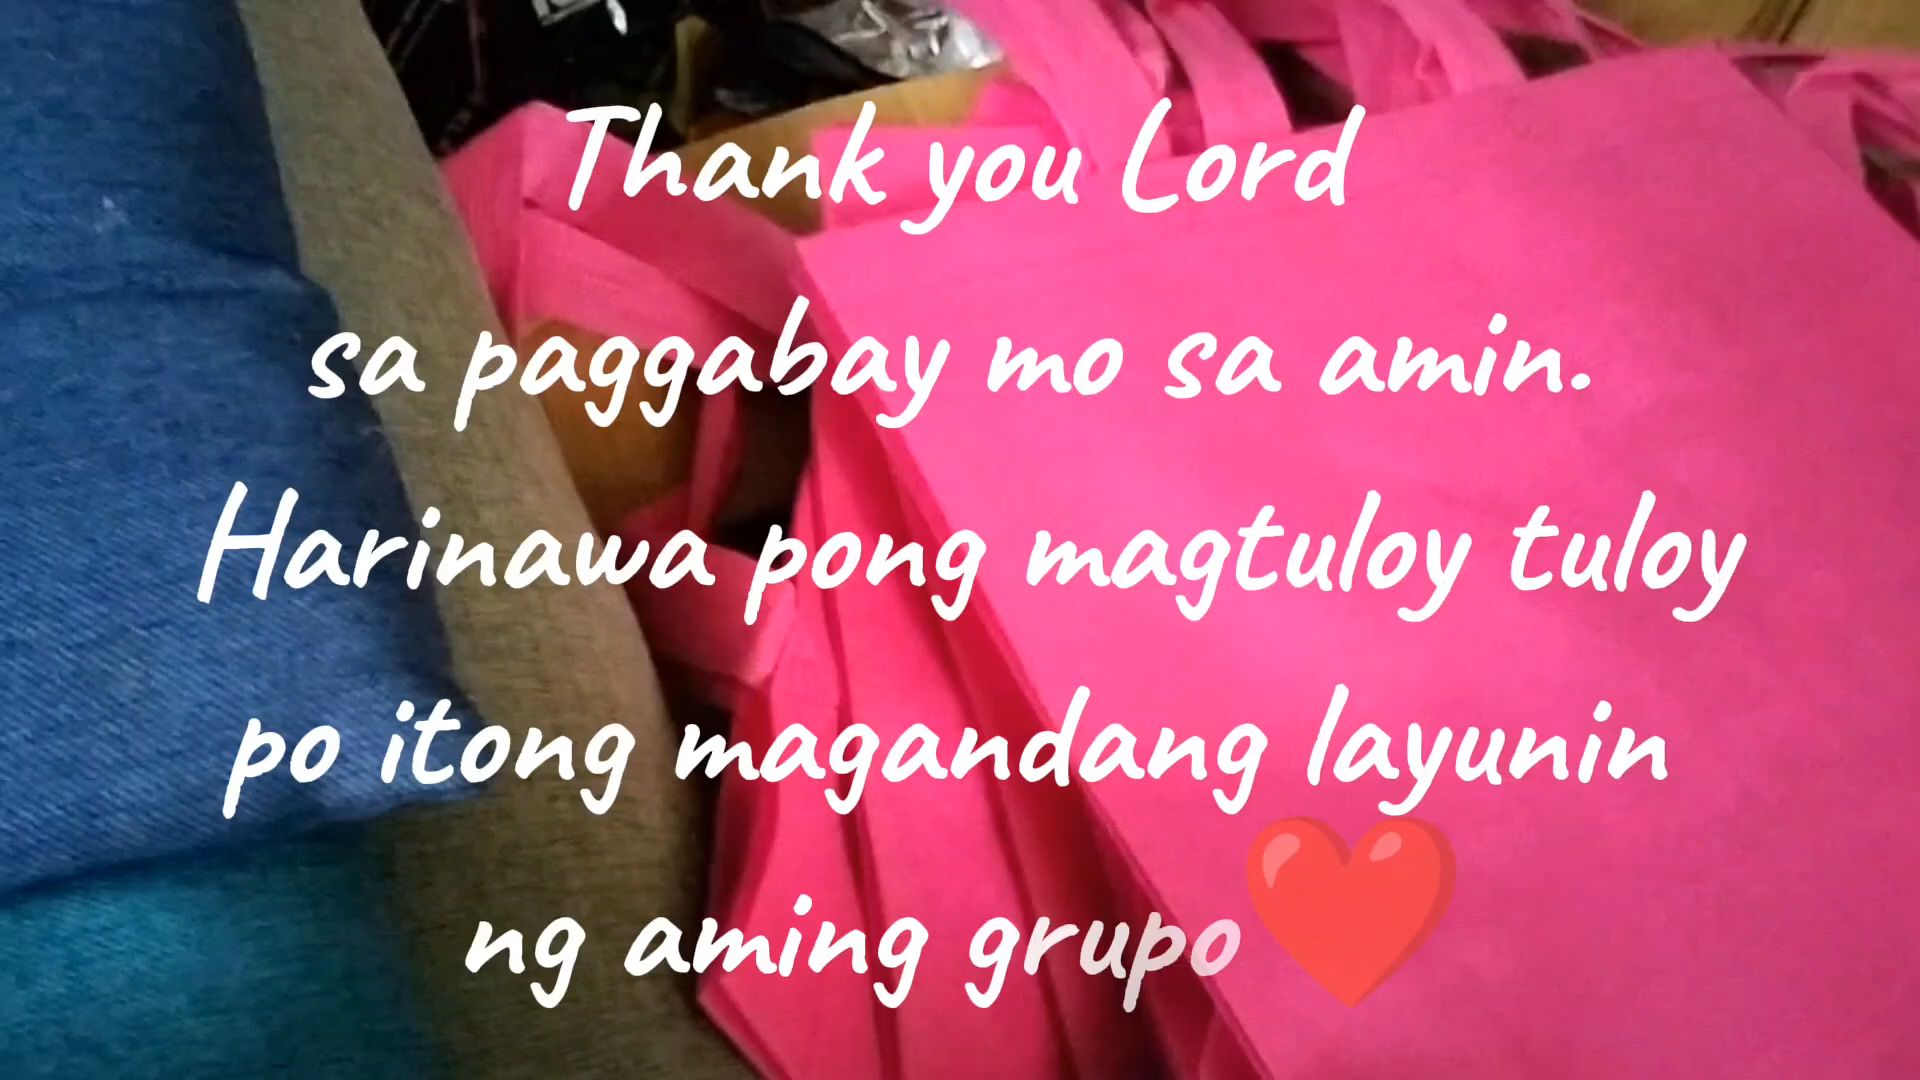 Thank you Lord
sa paggabay mo sa amin.
Harinawa pong magtuloy tuloy
po itong magandang layunin
ng aming grupo❤️